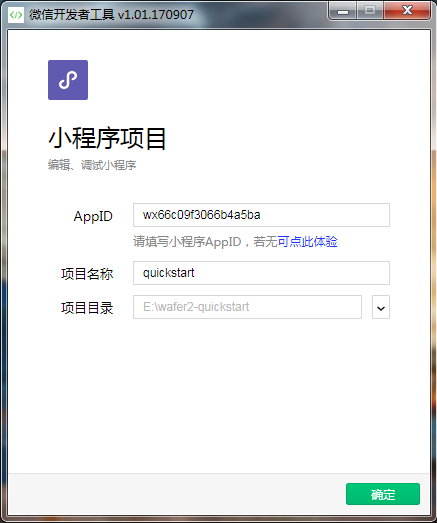 微信开发者工具 v1.01.170907
小程序项目
编辑、调试小程序
AppID wx66c09f3066b4a5ba
请填写小程序AppID，若无可点此体验
项目名称 quickstart
项目目录 E:\wafer2-quickstart
确定